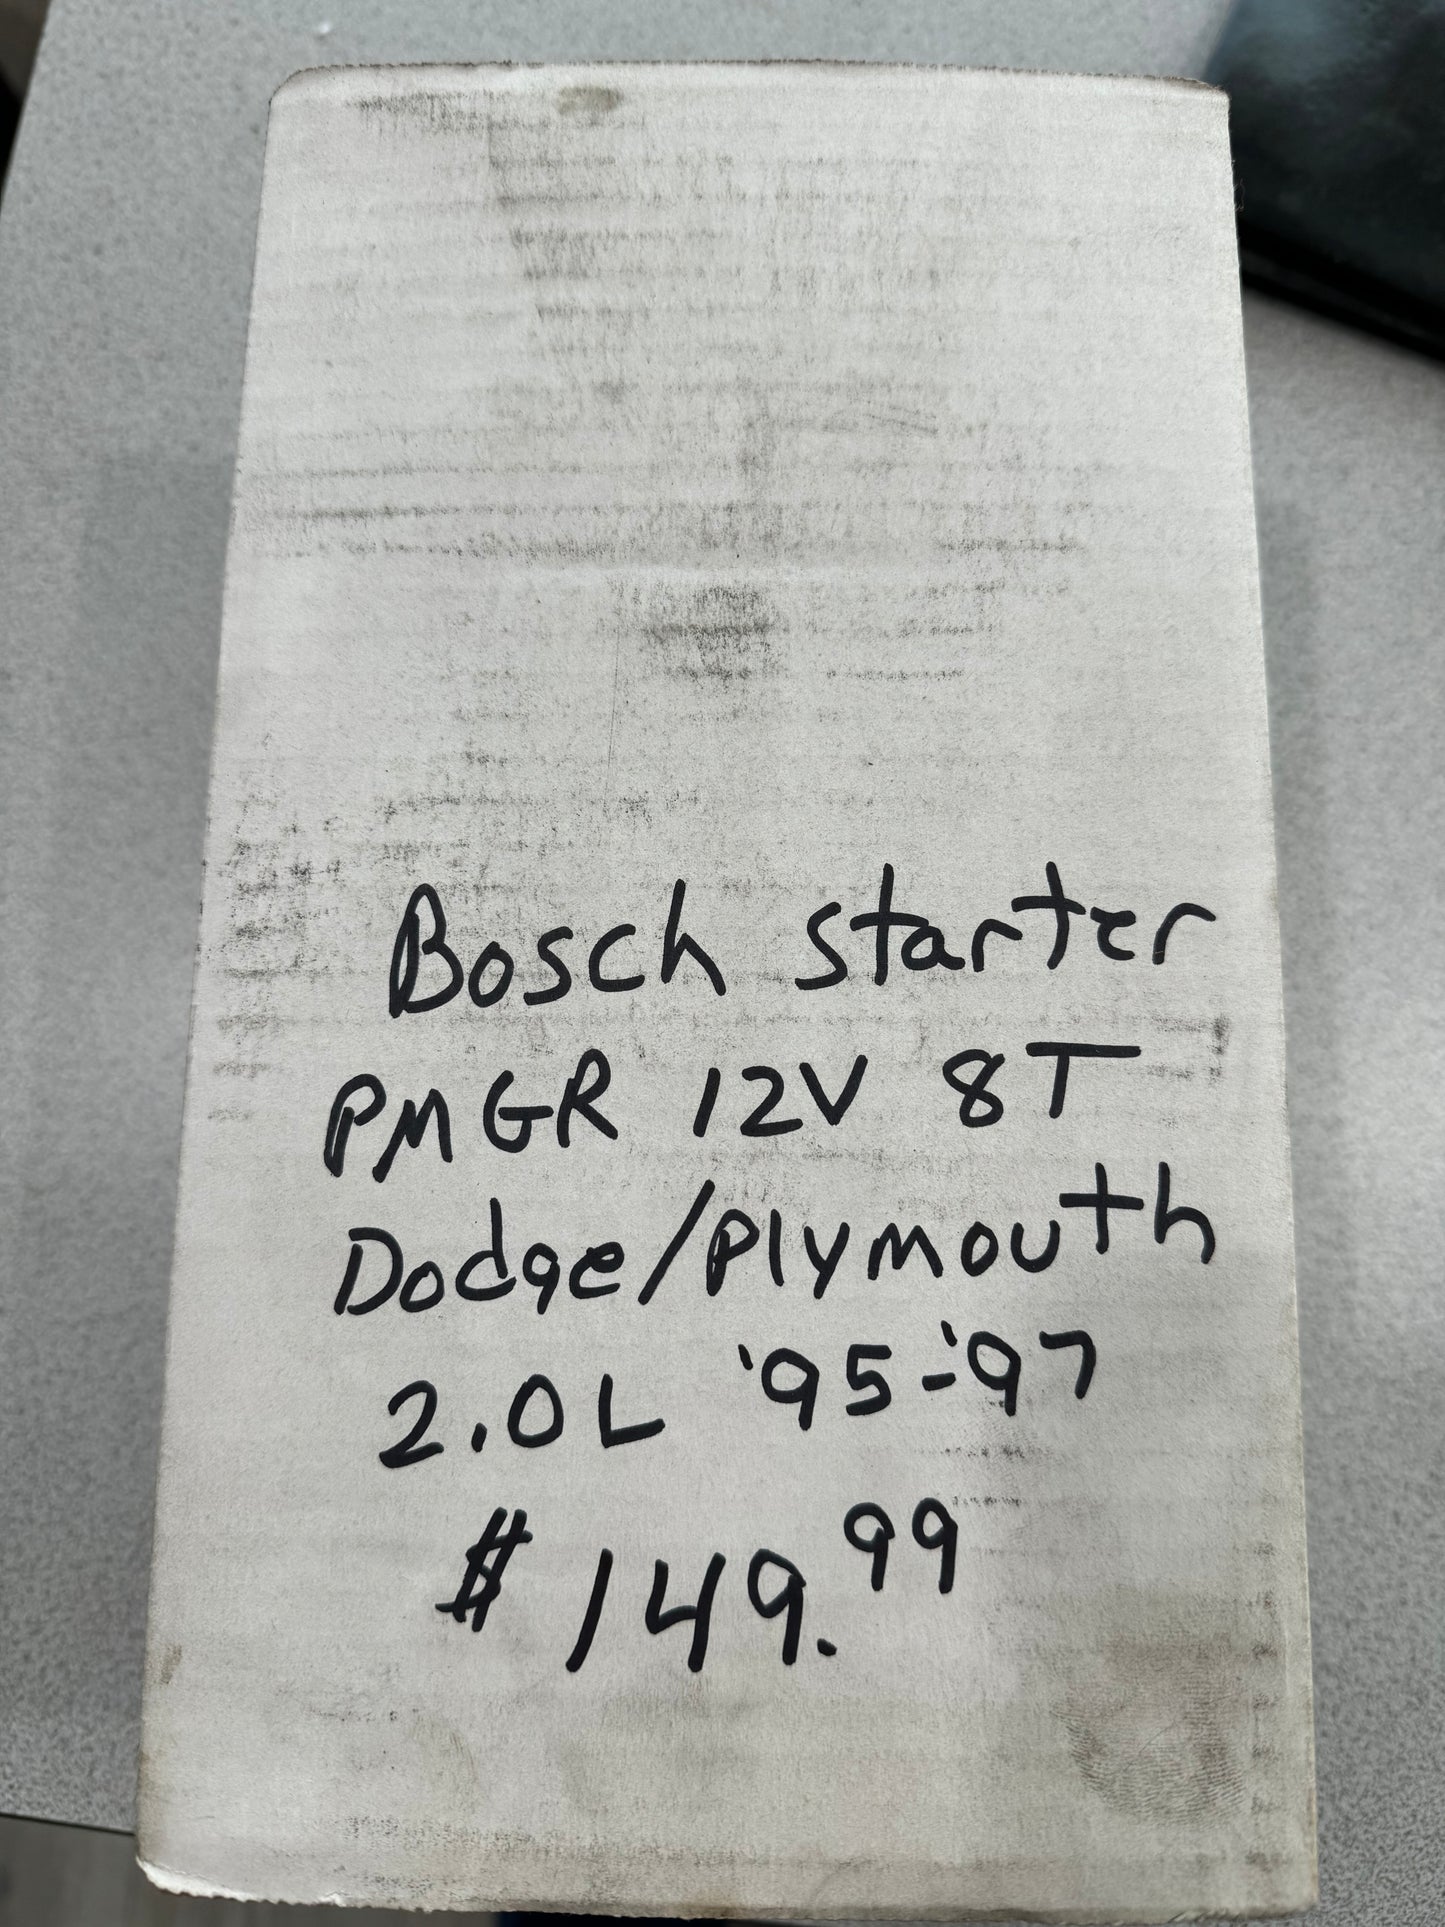 Bosch starter
PMGR 12V 8T
Dodge/Plymouth
2.0L '95-'97
$149.99